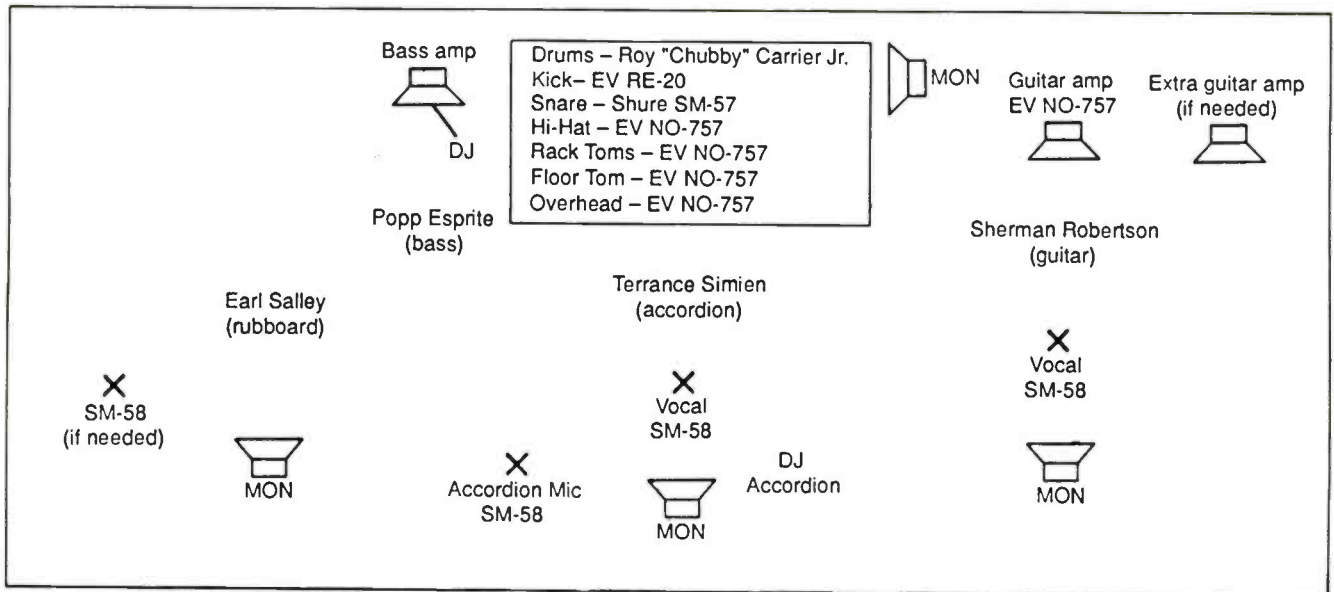 Bass amp
DJ
Drums – Roy "Chubby" Carrier Jr.
Kick– EV RE-20
Snare – Shure SM-57
Hi-Hat – EV NO-757
Rack Toms – EV NO-757
Floor Tom – EV NO-757
Overhead – EV NO-757
MON
Guitar amp
EV NO-757
Extra guitar amp
(if needed)
Popp Esprite
(bass)
Sherman Robertson
(guitar)
Earl Salley
(rubboard)
Terrance Simien
(accordion)
SM-58
(if needed)
MON
Accordion Mic
SM-58
Vocal
SM-58
MON
DJ
Accordion
Vocal
SM-58
MON